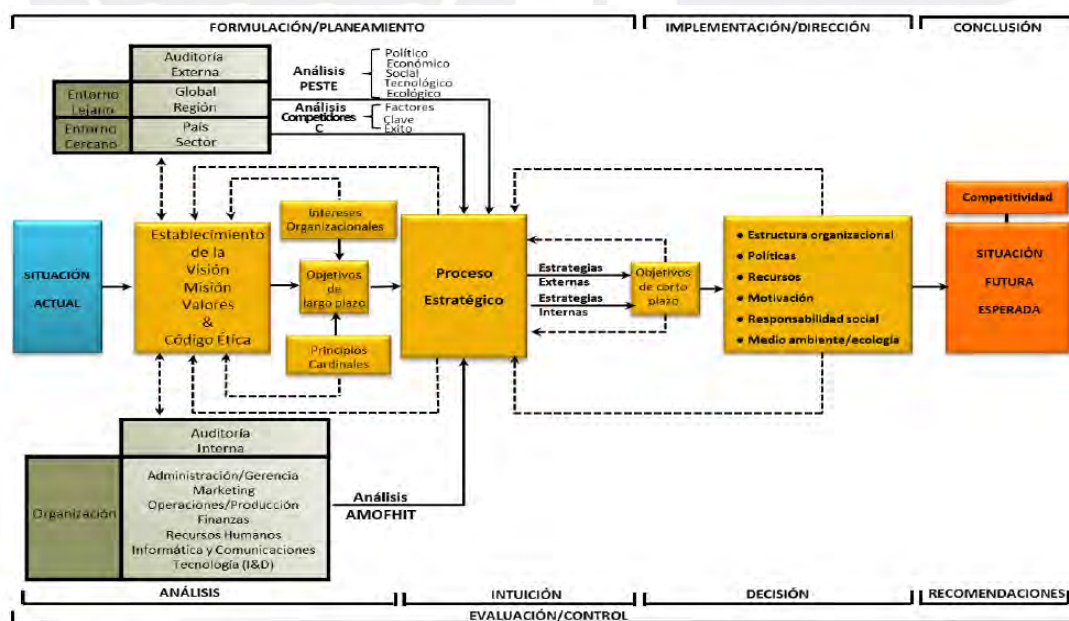 FORMULACIÓN/PLANEAMIENTO
IMPLEMENTACIÓN/DIRECCIÓN
CONCLUSIÓN
Auditoría
Externa
Entorno
Lejano
Global
Región
Entorno
Cercano
País
Sector
Análisis
PESTE
Político
Económico
Social
Tecnológico
Ecológico
Análisis
Competidores
C
Factores
Clave
Exito
SITUACIÓN
ACTUAL
Establecimiento
de la
Visión
Misión
Valores
&
Código Ética
Intereses
Organizacionales
Objetivos
de
largo plazo
Principios
Cardinales
Proceso
Estratégico
Estrategias
Externas
Estrategias
Internas
Objetivos
de corto
plazo
• Estructura organizacional
• Políticas
• Recursos
• Motivación
• Responsabilidad social
• Medio ambiente/ecología
Competitividad
SITUACIÓN
FUTURA
ESPERADA
Auditoría
Interna
Organización
Administración/Gerencia
Marketing
Operaciones/Producción
Finanzas
Recursos Humanos
Informática y Comunicaciones
Tecnología (I&D)
Análisis
AMOFHIT
ANÁLISIS
INTUICIÓN
DECISIÓN
RECOMENDACIONES
EVALUACIÓN/CONTROL